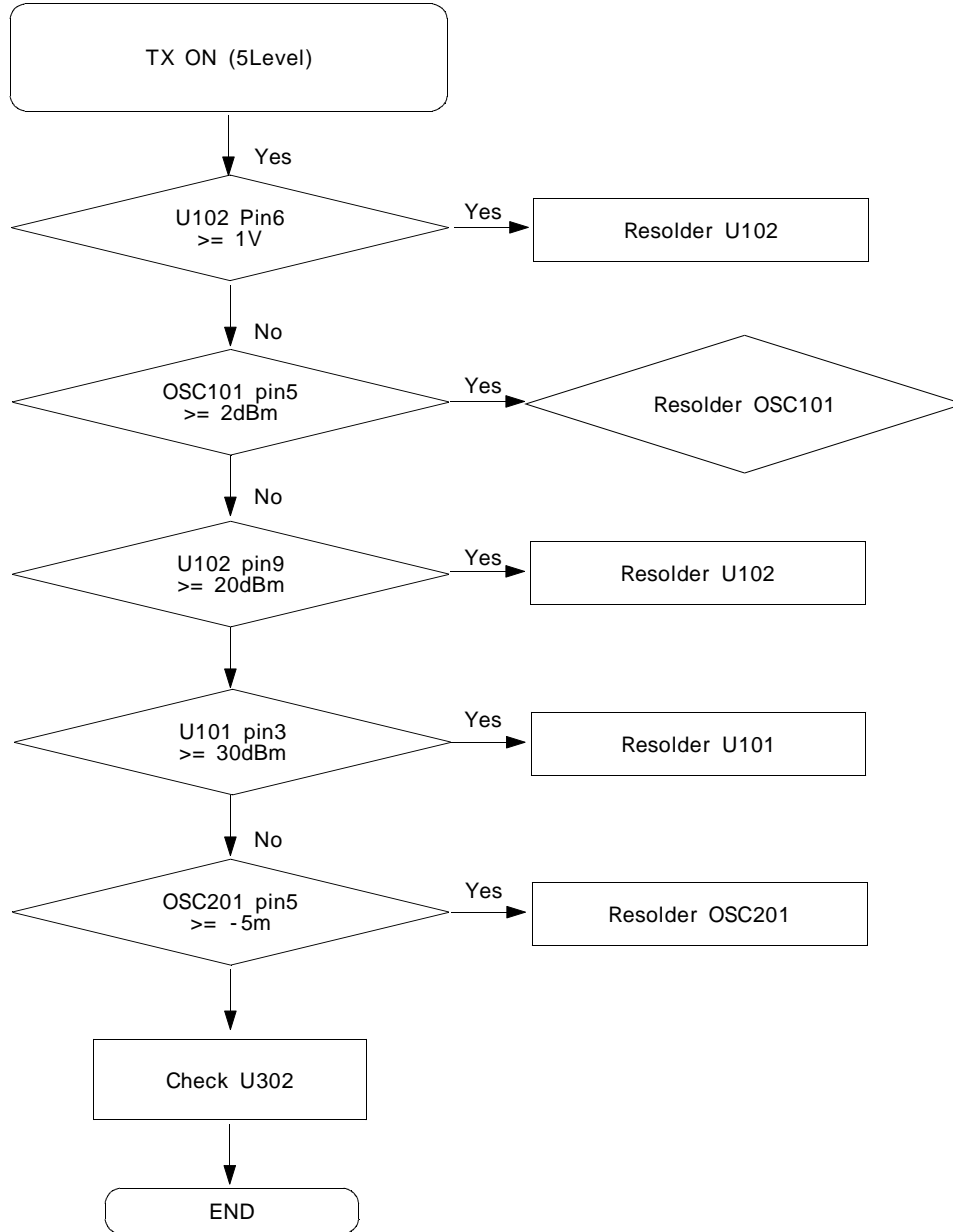 TX ON (5Level)
Yes
U102 Pin6
>= 1V
Yes
Resolder U102
No
OSC101 pin5
>= 2dBm
Yes
Resolder OSC101
No
U102 pin9
>= 20dBm
Yes
Resolder U102
U101 pin3
>= 30dBm
Yes
Resolder U101
No
OSC201 pin5
>= -5m
Yes
Resolder OSC201
Check U302
END